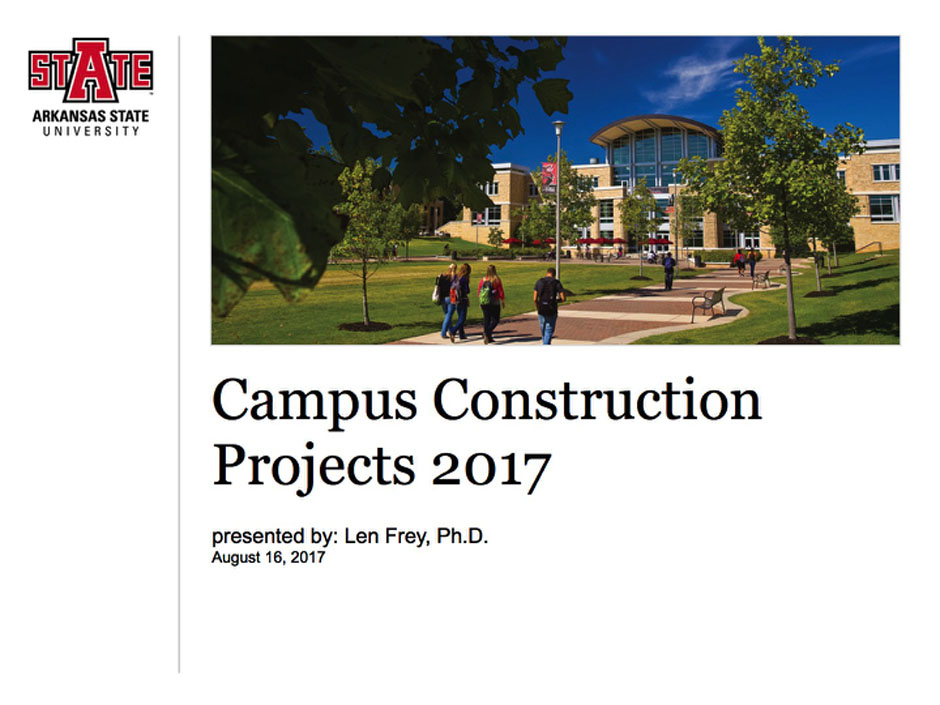 STATE
ARKANSAS STATE
UNIVERSITY
Campus Construction
Projects 2017
presented by: Len Frey, Ph.D.
August 16, 2017